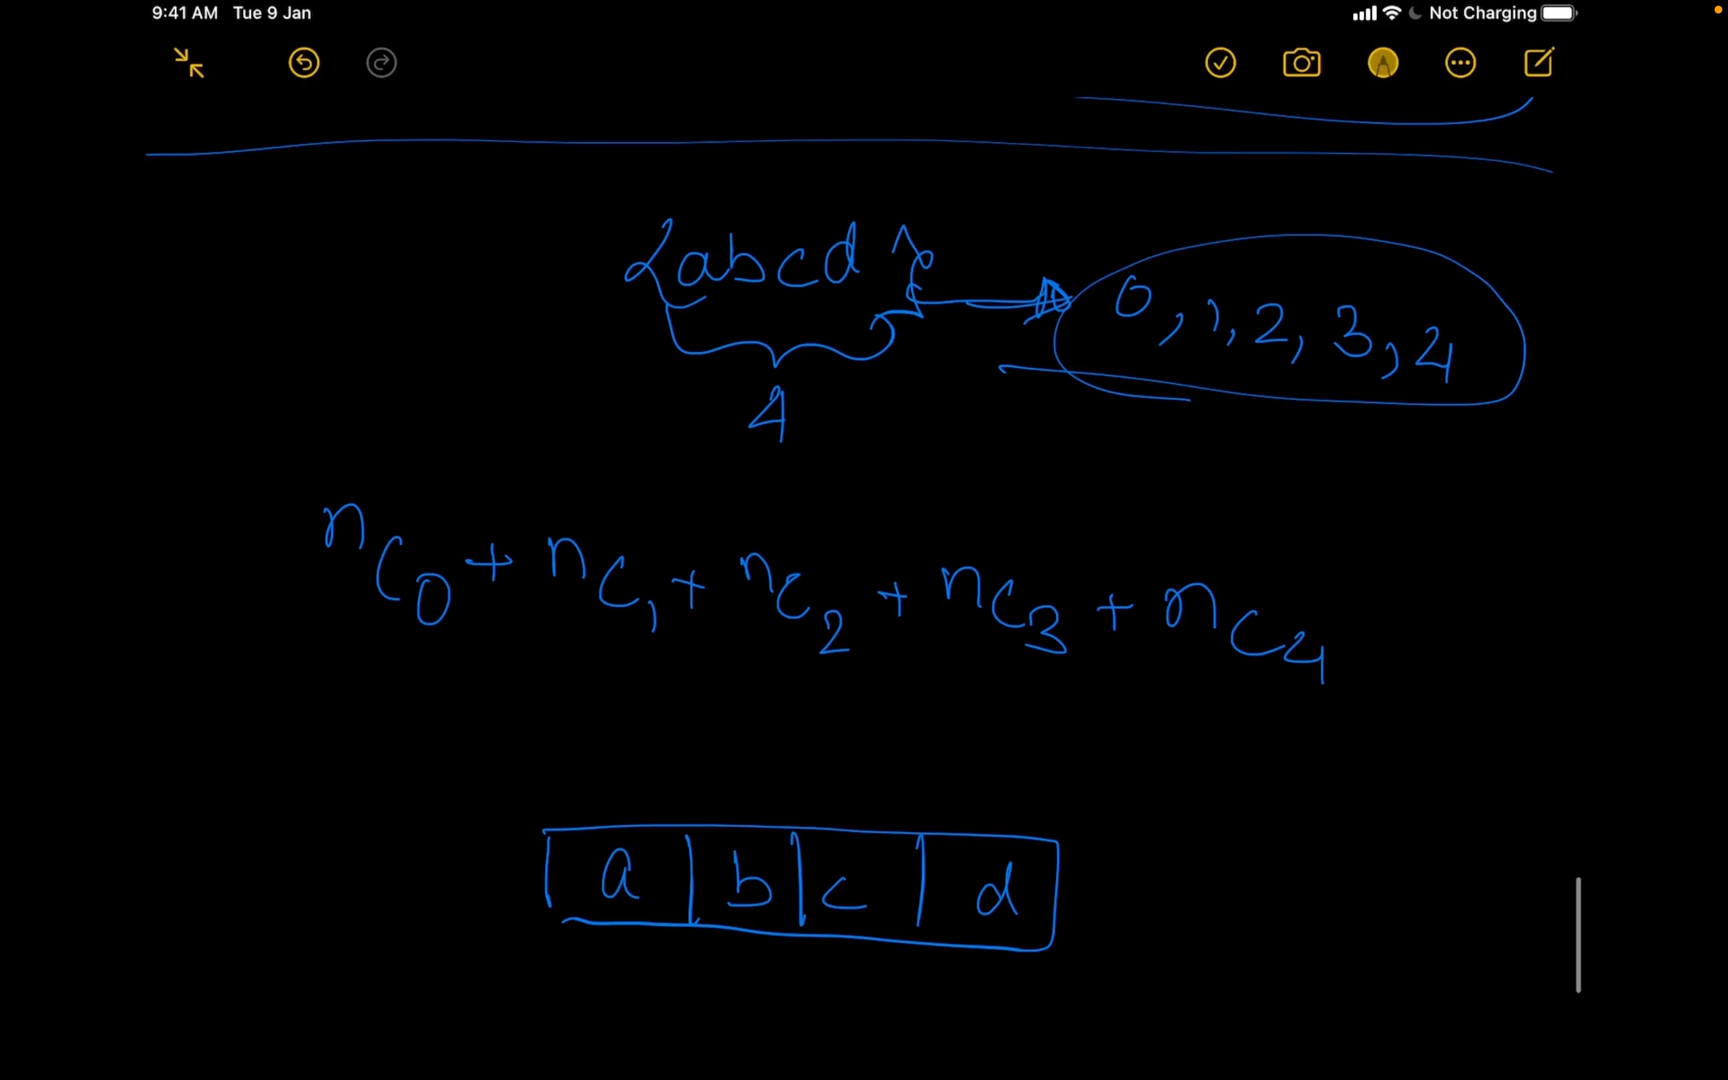 9:41 AM Tue 9 Jan Not Charging
{abcd} → 0, 1, 2, 3, 4
4
nC0 + nC1 + nC2 + nC3 + nC4
a b c d